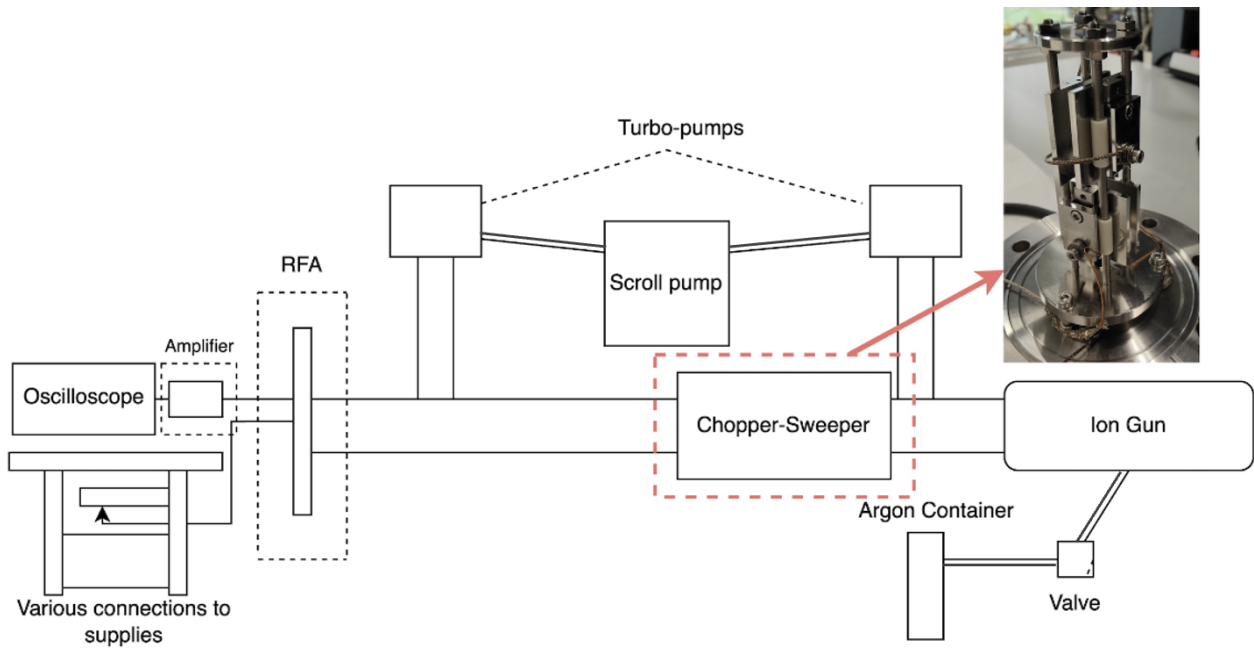 Turbo-pumps
RFA
Scroll pump
Amplifier
Oscilloscope
Chopper-Sweeper
Ion Gun
Argon Container
Valve
Various connections to
supplies